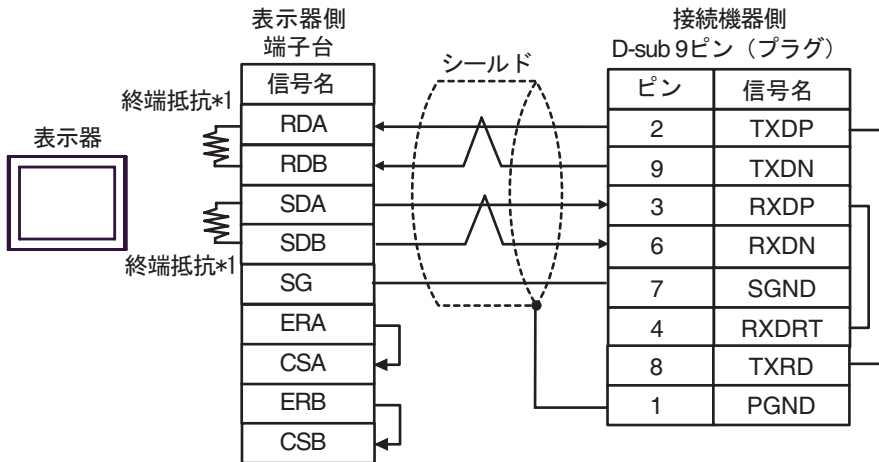 表示器側
端子台
接続機器側
D-sub 9ピン（プラグ）
シールド
終端抵抗*1
表示器
終端抵抗*1
信号名
RDA
RDB
SDA
SDB
SG
ERA
CSA
ERB
CSB
ピン 信号名
2 TXDP
9 TXDN
3 RXDP
6 RXDN
7 SGND
4 RXDRT
8 TXRD
1 PGND